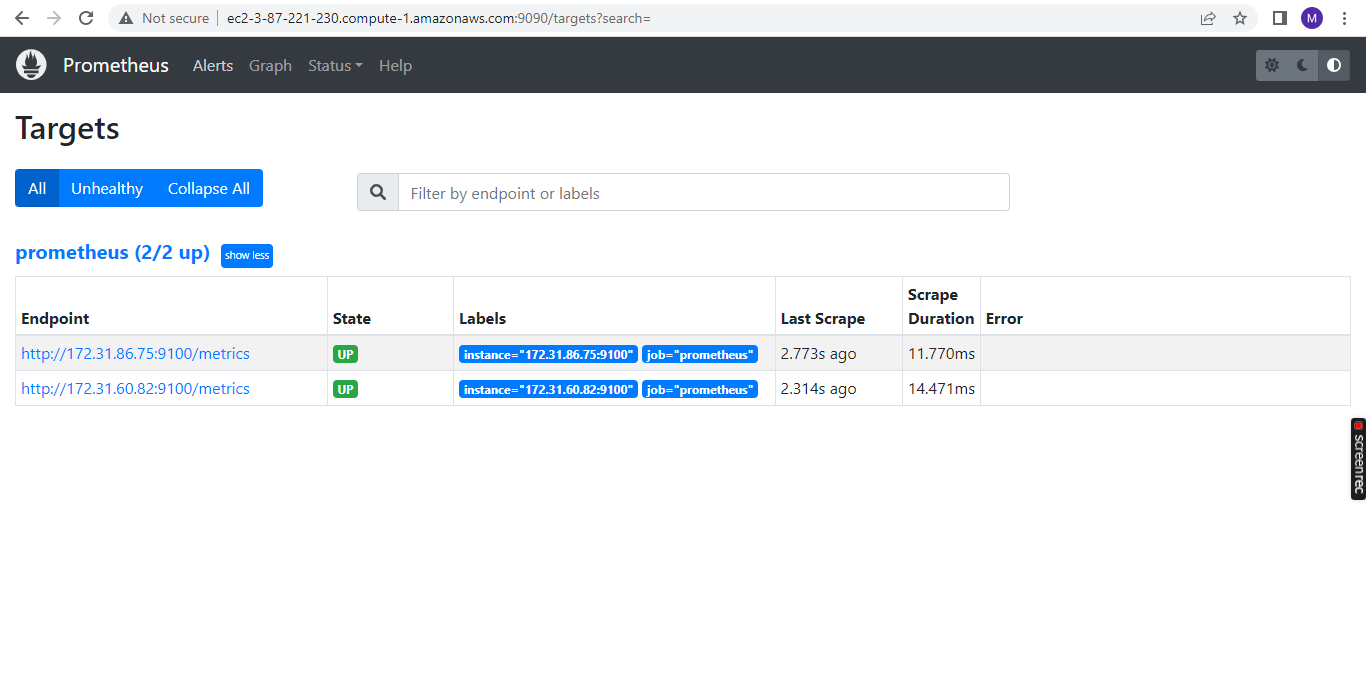 Not secure ec2-3-87-221-230.compute-1.amazonaws.com:9090/targets?search= M
Prometheus Alerts Graph Status Help
Targets
All Unhealthy Collapse All Filter by endpoint or labels
prometheus (2/2 up) show less
Endpoint State Labels Last Scrape Scrape Duration Error
http://172.31.86.75:9100/metrics UP instance="172.31.86.75:9100" job="prometheus" 2.773s ago 11.770ms
http://172.31.60.82:9100/metrics UP instance="172.31.60.82:9100" job="prometheus" 2.314s ago 14.471ms
screenrec